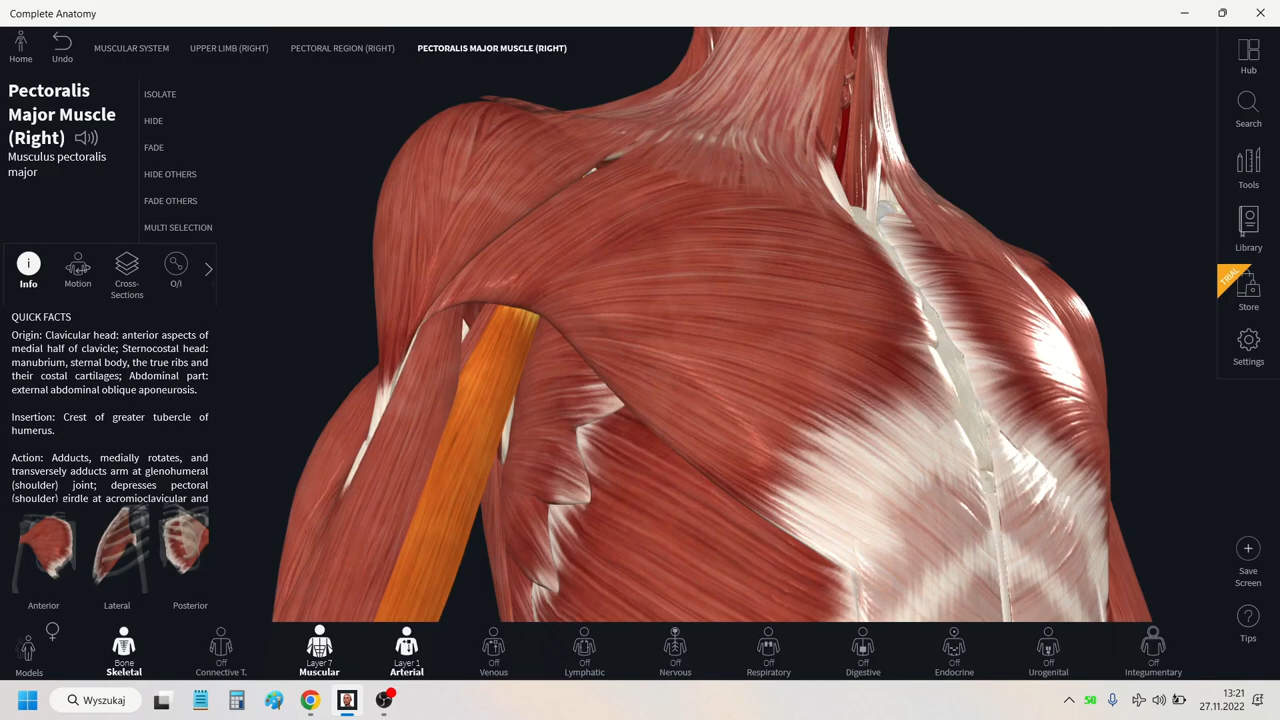 Complete Anatomy
Home
Undo
MUSCULAR SYSTEM
UPPER LIMB (RIGHT)
PECTORAL REGION (RIGHT)
PECTORALIS MAJOR MUSCLE (RIGHT)
Pectoralis
Major Muscle
(Right)
Musculus pectoralis
major
ISOLATE
HIDE
FADE
HIDE OTHERS
FADE OTHERS
MULTI SELECTION
Info
Motion
Cross-
Sections
O/I
QUICK FACTS
Origin: Clavicular head: anterior aspects of
medial half of clavicle; Sternocostal head:
manubrium, sternal body, the true ribs and
their costal cartilages; Abdominal part:
external abdominal oblique aponeurosis.
Insertion: Crest of greater tubercle of
humerus.
Action: Adducts, medially rotates, and
transversely adducts arm at glenohumeral
(shoulder) joint; depresses pectoral
(shoulder) girdle at acromioclavicular and
Anterior
Lateral
Posterior
Hub
Search
Tools
Library
TRIAL
Store
Settings
Save
Screen
Tips
Models
Bone
Skeletal
Off
Connective T.
Layer 7
Muscular
Layer 1
Arterial
Off
Venous
Off
Lymphatic
Off
Nervous
Off
Respiratory
Off
Digestive
Off
Endocrine
Off
Urogenital
Off
Integumentary
Wyszukaj
13:21
27.11.2022